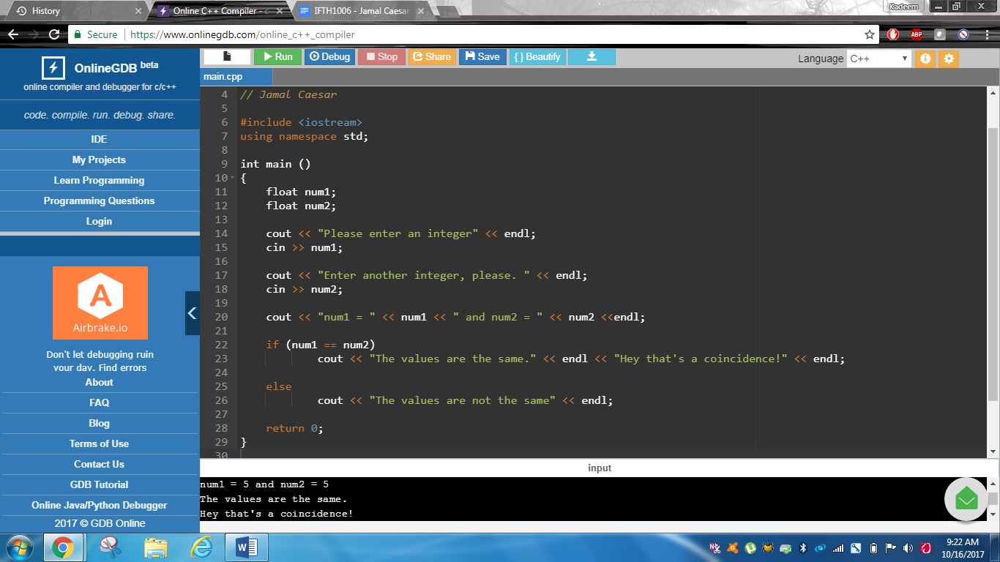 History
Online C++ Compiler - o
IFTH1006 - Jamal Caesar
Kadeem
Secure
https://www.onlinegdb.com/online_c++_compiler
ABP
OnlineGDB beta
online compiler and debugger for c/c++
code. compile. run. debug. share.
IDE
My Projects
Learn Programming
Programming Questions
Login
Airbrake.io
Don't let debugging ruin
your day. Find errors
About
FAQ
Blog
Terms of Use
Contact Us
GDB Tutorial
Online Java/Python Debugger
2017 © GDB Online
Run Debug Stop Share Save { } Beautify
Language C++
main.cpp
4 // Jamal Caesar
5
6 #include <iostream>
7 using namespace std;
8
9 int main ()
10 {
11 float num1;
12 float num2;
13
14 cout << "Please enter an integer" << endl;
15 cin >> num1;
16
17 cout << "Enter another integer, please. " << endl;
18 cin >> num2;
19
20 cout << "num1 = " << num1 << " and num2 = " << num2 <<endl;
21
22 if (num1 == num2)
23 cout << "The values are the same." << endl << "Hey that's a coincidence!" << endl;
24
25 else
26 cout << "The values are not the same" << endl;
27
28 return 0;
29 }
30
input
num1 = 5 and num2 = 5
The values are the same.
Hey that's a coincidence!
9:22 AM
10/16/2017